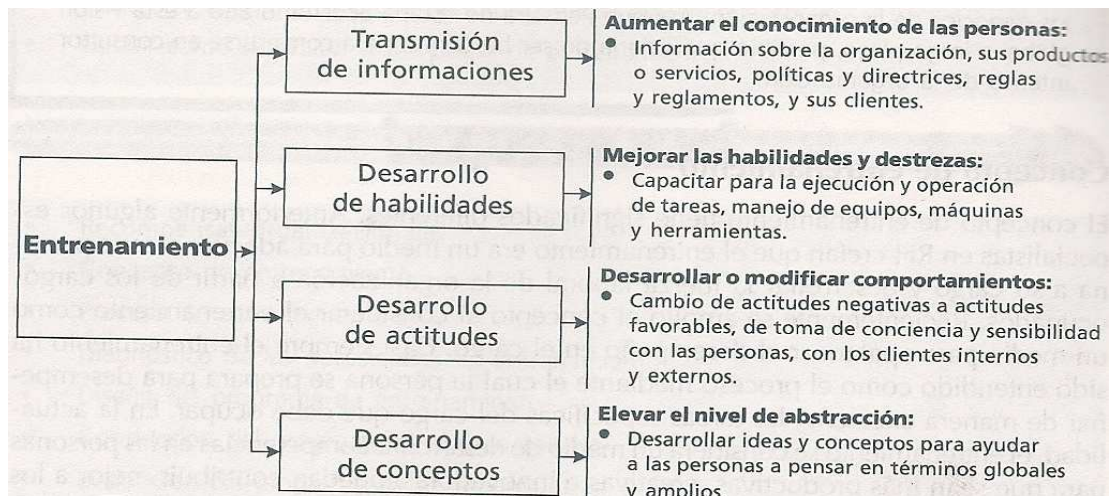 Transmisión
de informaciones
Aumentar el conocimiento de las personas:
• Información sobre la organización, sus productos
o servicios, políticas y directrices, reglas
y reglamentos, y sus clientes.
Entrenamiento
Desarrollo
de habilidades
Mejorar las habilidades y destrezas:
• Capacitar para la ejecución y operación
de tareas, manejo de equipos, máquinas
y herramientas.
Desarrollo
de actitudes
Desarrollar o modificar comportamientos:
• Cambio de actitudes negativas a actitudes
favorables, de toma de conciencia y sensibilidad
con las personas, con los clientes internos
y externos.
Desarrollo
de conceptos
Elevar el nivel de abstracción:
• Desarrollar ideas y conceptos para ayudar
a las personas a pensar en términos globales
y amplios